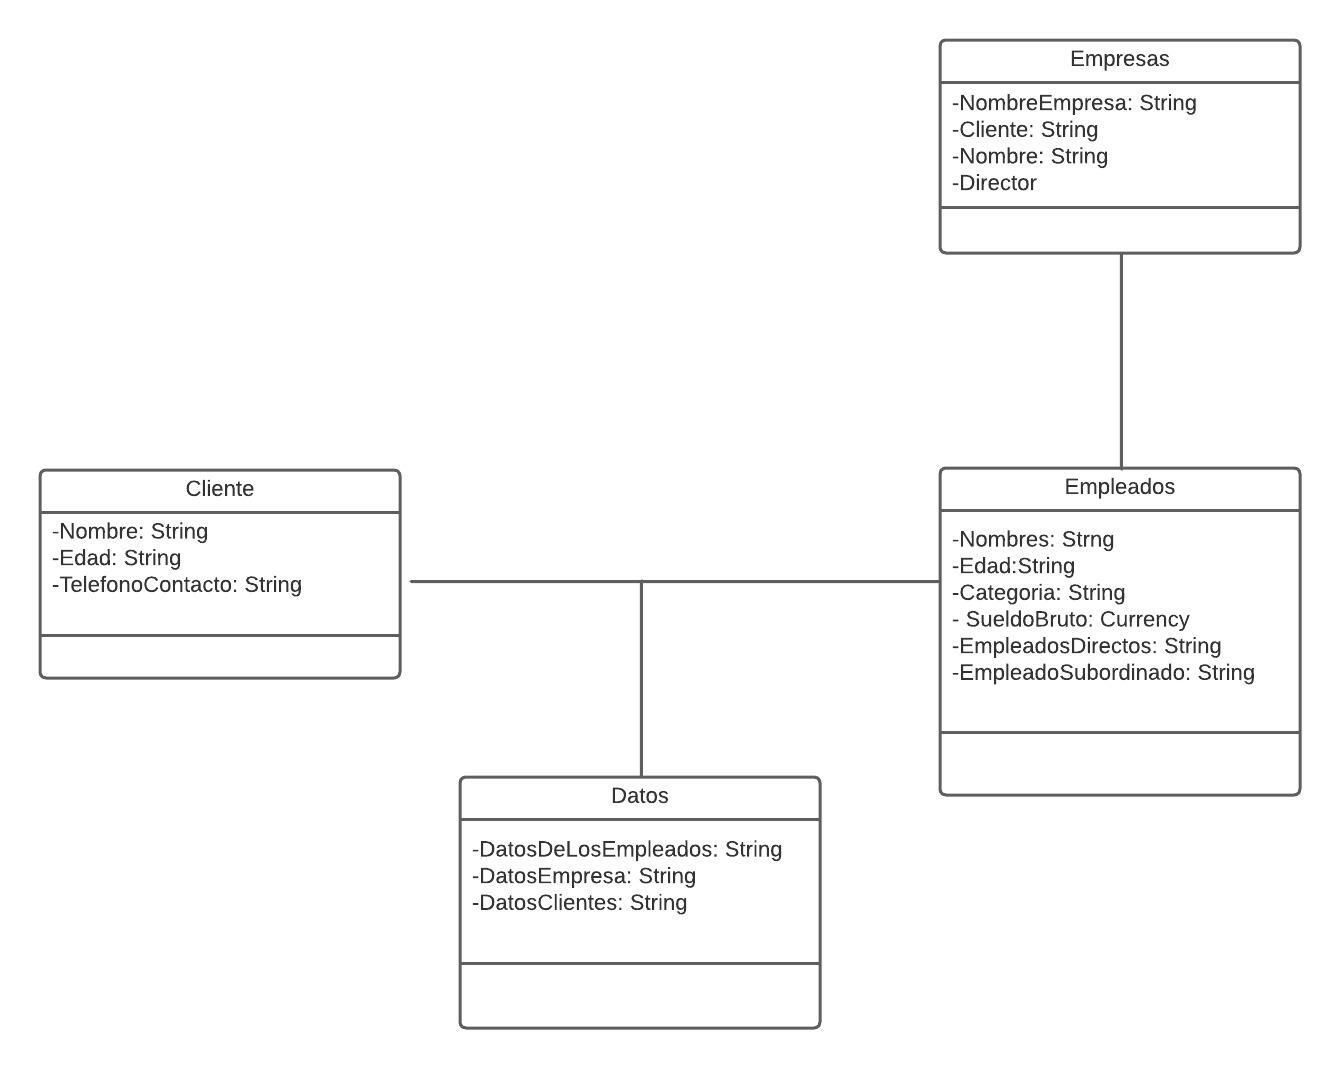 Empresas
-NombreEmpresa: String
-Cliente: String
-Nombre: String
-Director
Cliente
-Nombre: String
-Edad: String
-TelefonoContacto: String
Empleados
-Nombres: Strng
-Edad:String
-Categoria: String
- SueldoBruto: Currency
-EmpleadosDirectos: String
-EmpleadoSubordinado: String
Datos
-DatosDeLosEmpleados: String
-DatosEmpresa: String
-DatosClientes: String